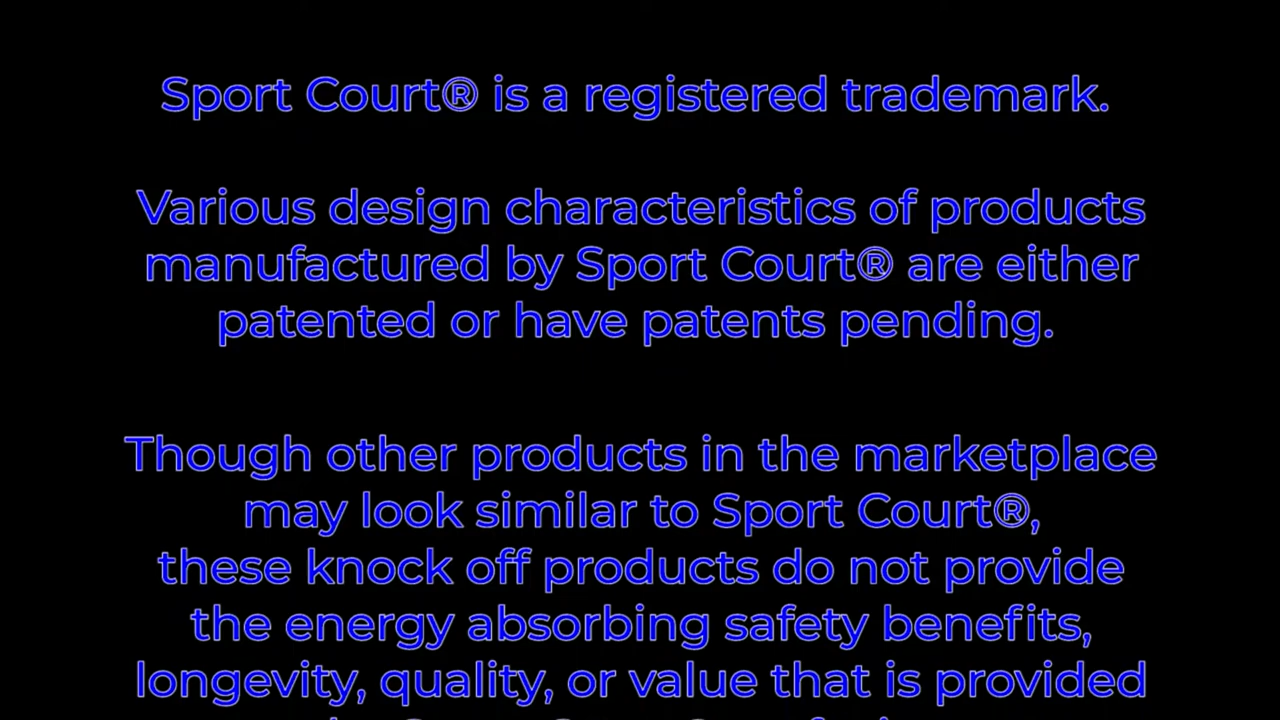 Sport Court® is a registered trademark.
Various design characteristics of products
manufactured by Sport Court® are either
patented or have patents pending.
Though other products in the marketplace
may look similar to Sport Court®,
these knock off products do not provide
the energy absorbing safety benefits,
longevity, quality, or value that is provided